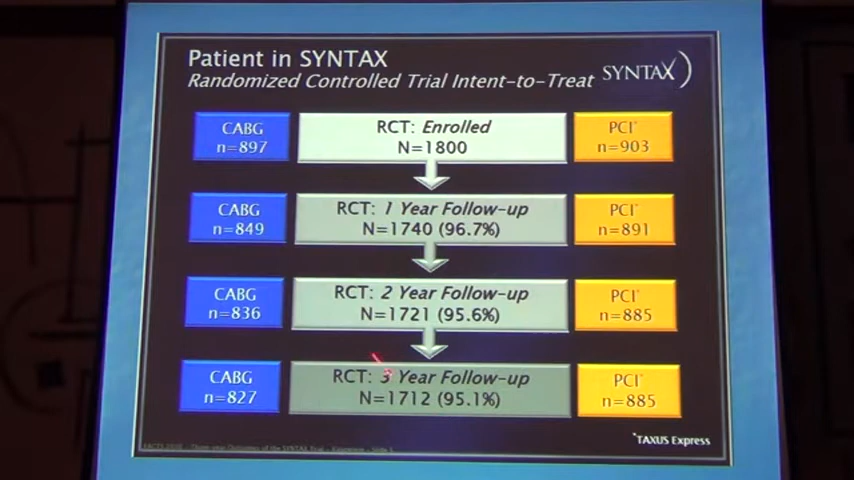 Patient in SYNTAX
Randomized Controlled Trial Intent-to-Treat
SYNTAX
CABG
n=897
RCT: Enrolled
N=1800
PCI*
n=903
CABG
n=849
RCT: 1 Year Follow-up
N=1740 (96.7%)
PCI*
n=891
CABG
n=836
RCT: 2 Year Follow-up
N=1721 (95.6%)
PCI*
n=885
CABG
n=827
RCT: 3 Year Follow-up
N=1712 (95.1%)
PCI*
n=885
*TAXUS Express